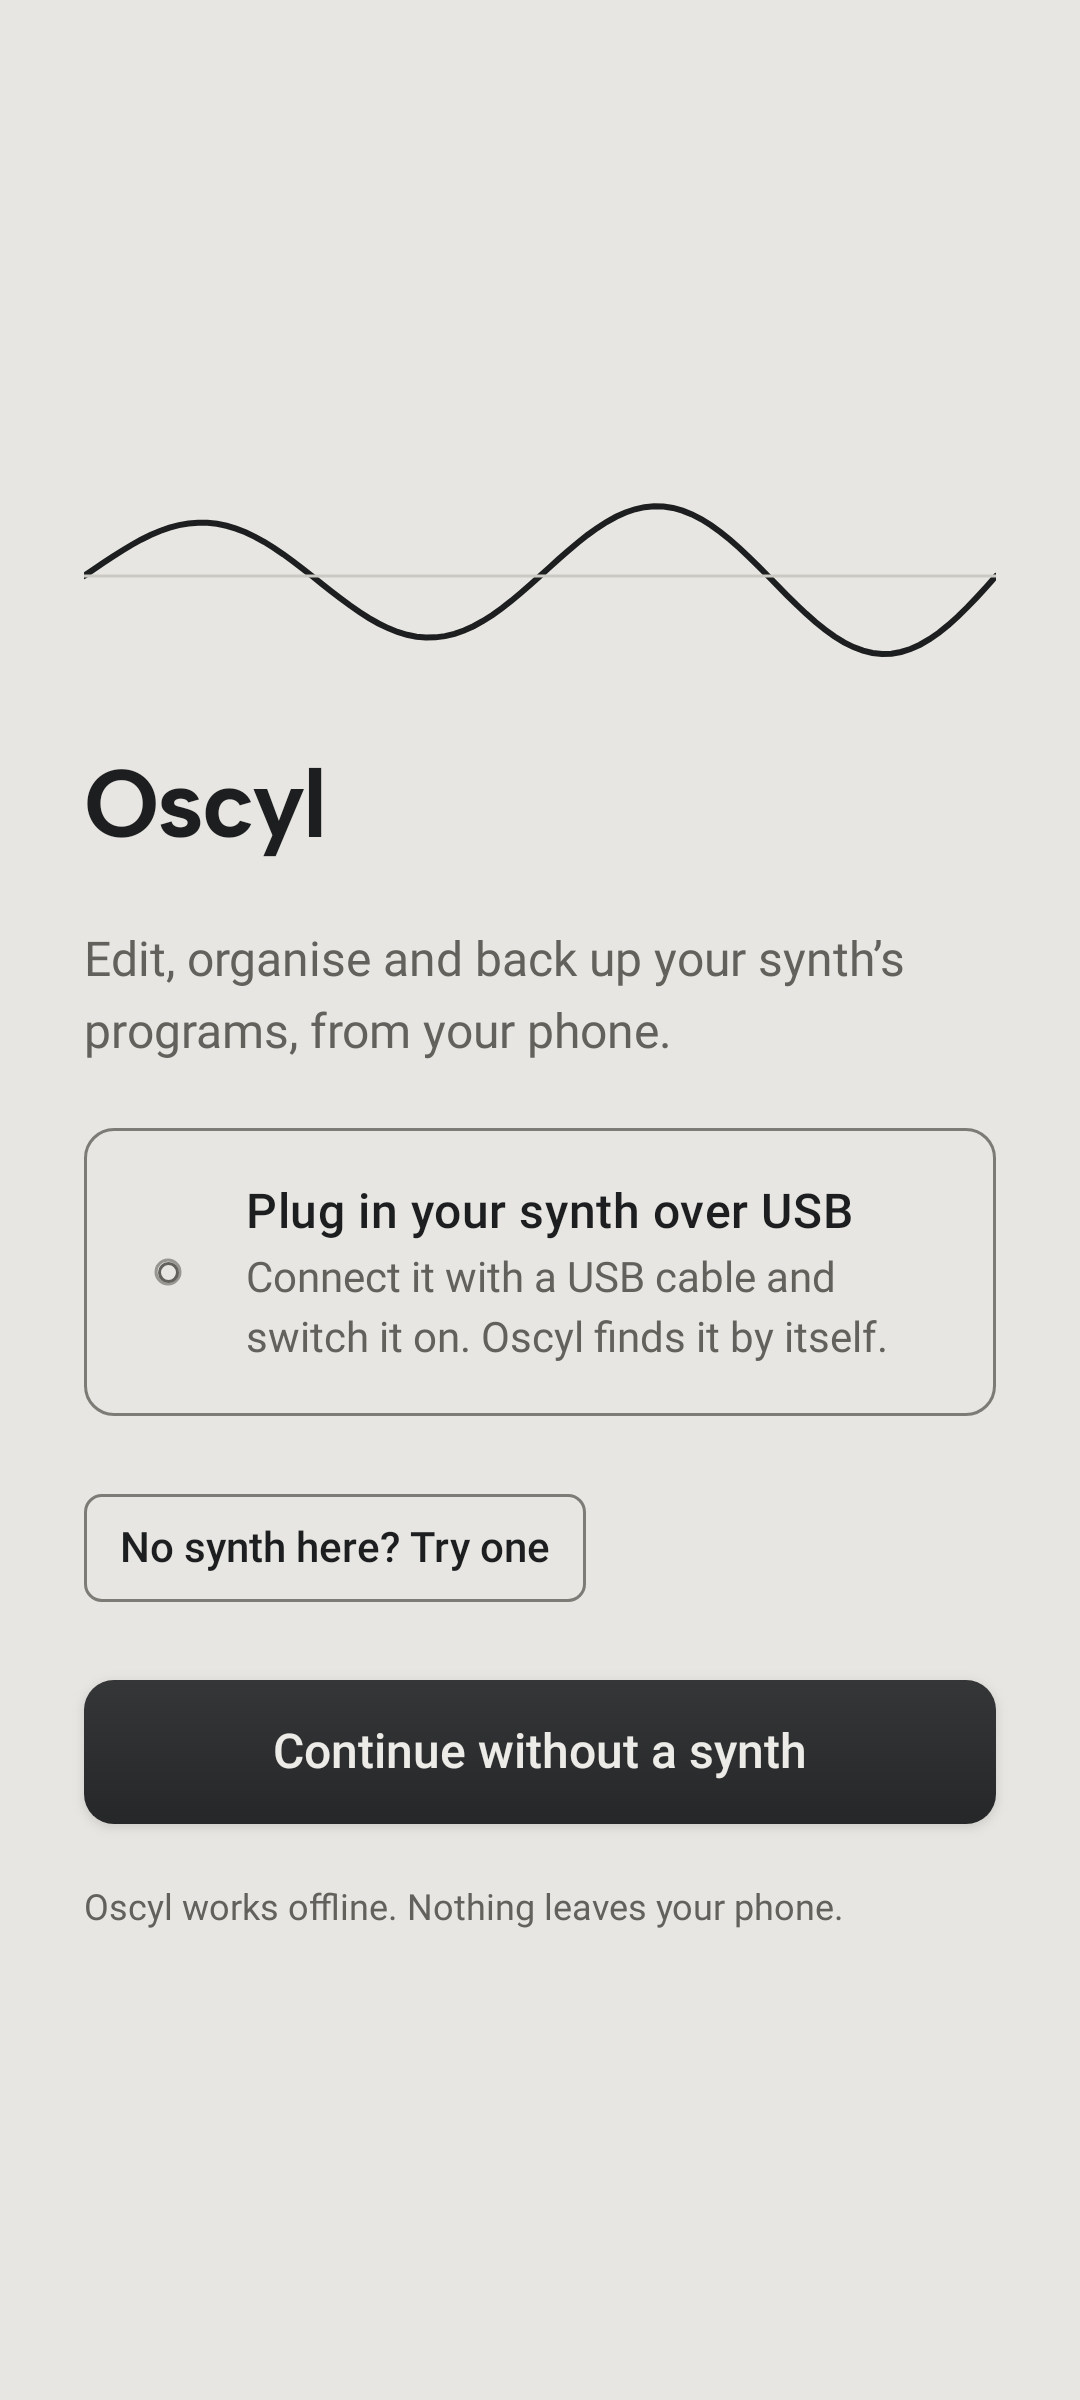 Oscyl
Edit, organise and back up your synth’s
programs, from your phone.
Plug in your synth over USB
Connect it with a USB cable and
switch it on. Oscyl finds it by itself.
No synth here? Try one
Continue without a synth
Oscyl works offline. Nothing leaves your phone.